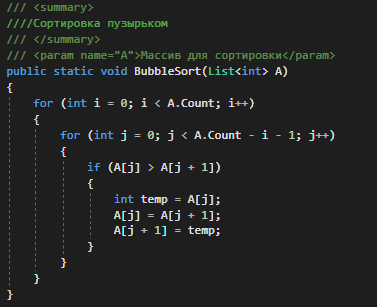 /// <summary>
////Сортировка пузырьком
/// </summary>
/// <param name="A">Массив для сортировки</param>
public static void BubbleSort(List<int> A)
{
    for (int i = 0; i < A.Count; i++)
    {
        for (int j = 0; j < A.Count - i - 1; j++)
        {
            if (A[j] > A[j + 1])
            {
                int temp = A[j];
                A[j] = A[j + 1];
                A[j + 1] = temp;
            }
        }
    }
}